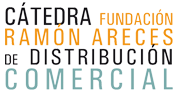 CÁTEDRA FUNDACIÓN
RAMÓN ARECES
DE DISTRIBUCIÓN
COMERCIAL